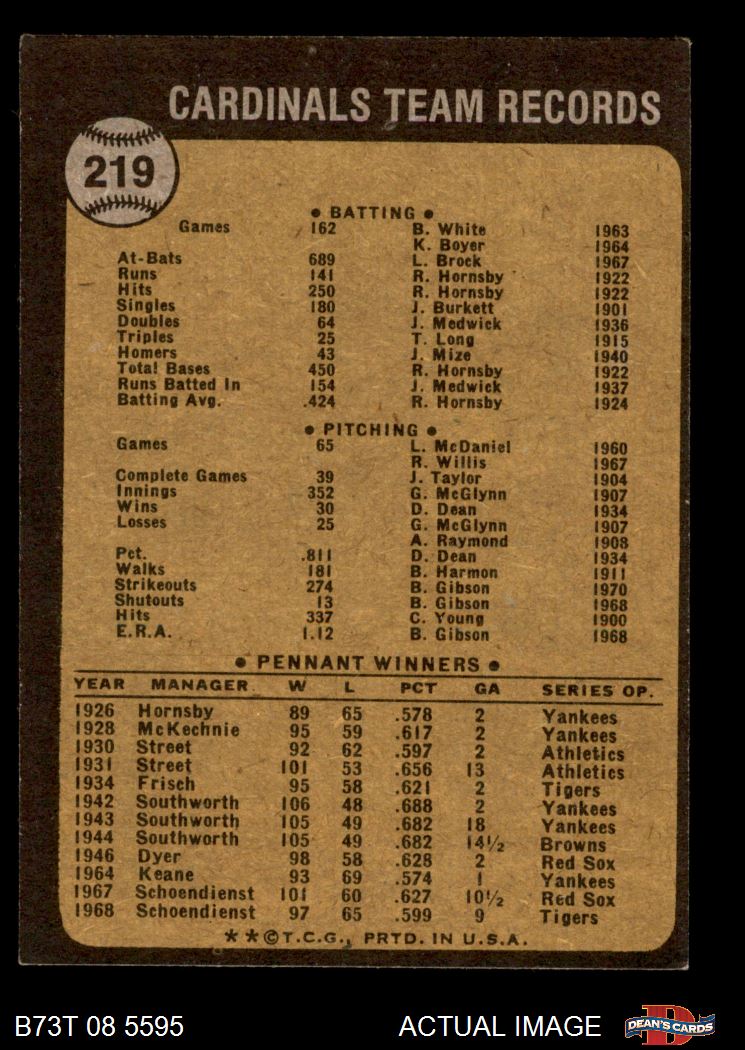 CARDINALS TEAM RECORDS
219
● BATTING ●
Games 162 B. White 1963
K. Boyer 1964
At-Bats 689 L. Brock 1967
Runs 141 R. Hornsby 1922
Hits 250 R. Hornsby 1922
Singles 180 J. Burkett 1901
Doubles 64 J. Medwick 1936
Triples 25 T. Long 1915
Homers 43 J. Mize 1940
Total Bases 450 R. Hornsby 1922
Runs Batted In 154 J. Medwick 1937
Batting Avg. .424 R. Hornsby 1924
● PITCHING ●
Games 65 L. McDaniel 1960
R. Willis 1967
Complete Games 39 J. Taylor 1904
Innings 352 G. McGlynn 1907
Wins 30 D. Dean 1934
Losses 25 G. McGlynn 1907
A. Raymond 1908
Pct. .811 D. Dean 1934
Walks 181 B. Harmon 1911
Strikeouts 274 B. Gibson 1970
Shutouts 13 B. Gibson 1968
Hits 337 C. Young 1900
E.R.A. 1.12 B. Gibson 1968
● PENNANT WINNERS ●
YEAR MANAGER W L PCT GA SERIES OP.
1926 Hornsby 89 65 .578 2 Yankees
1928 McKechnie 95 59 .617 2 Yankees
1930 Street 92 62 .597 2 Athletics
1931 Street 101 53 .656 13 Athletics
1934 Frisch 95 58 .621 2 Tigers
1942 Southworth 106 48 .688 2 Yankees
1943 Southworth 105 49 .682 18 Yankees
1944 Southworth 105 49 .682 14½ Browns
1946 Dyer 98 58 .628 2 Red Sox
1964 Keane 93 69 .574 1 Yankees
1967 Schoendienst 101 60 .627 10½ Red Sox
1968 Schoendienst 97 65 .599 9 Tigers
★ ★ © T.C.G., PRTD. IN U.S.A.
B73T 08 5595 ACTUAL IMAGE DEAN'S CARDS